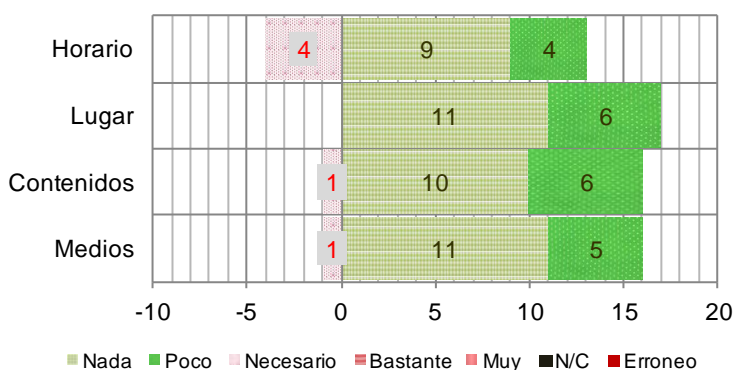 Horario 4 9 4
Lugar 11 6
Contenidos 1 10 6
Medios 1 11 5
-10 -5 0 5 10 15 20
Nada Poco Necesario Bastante Muy N/C Erroneo